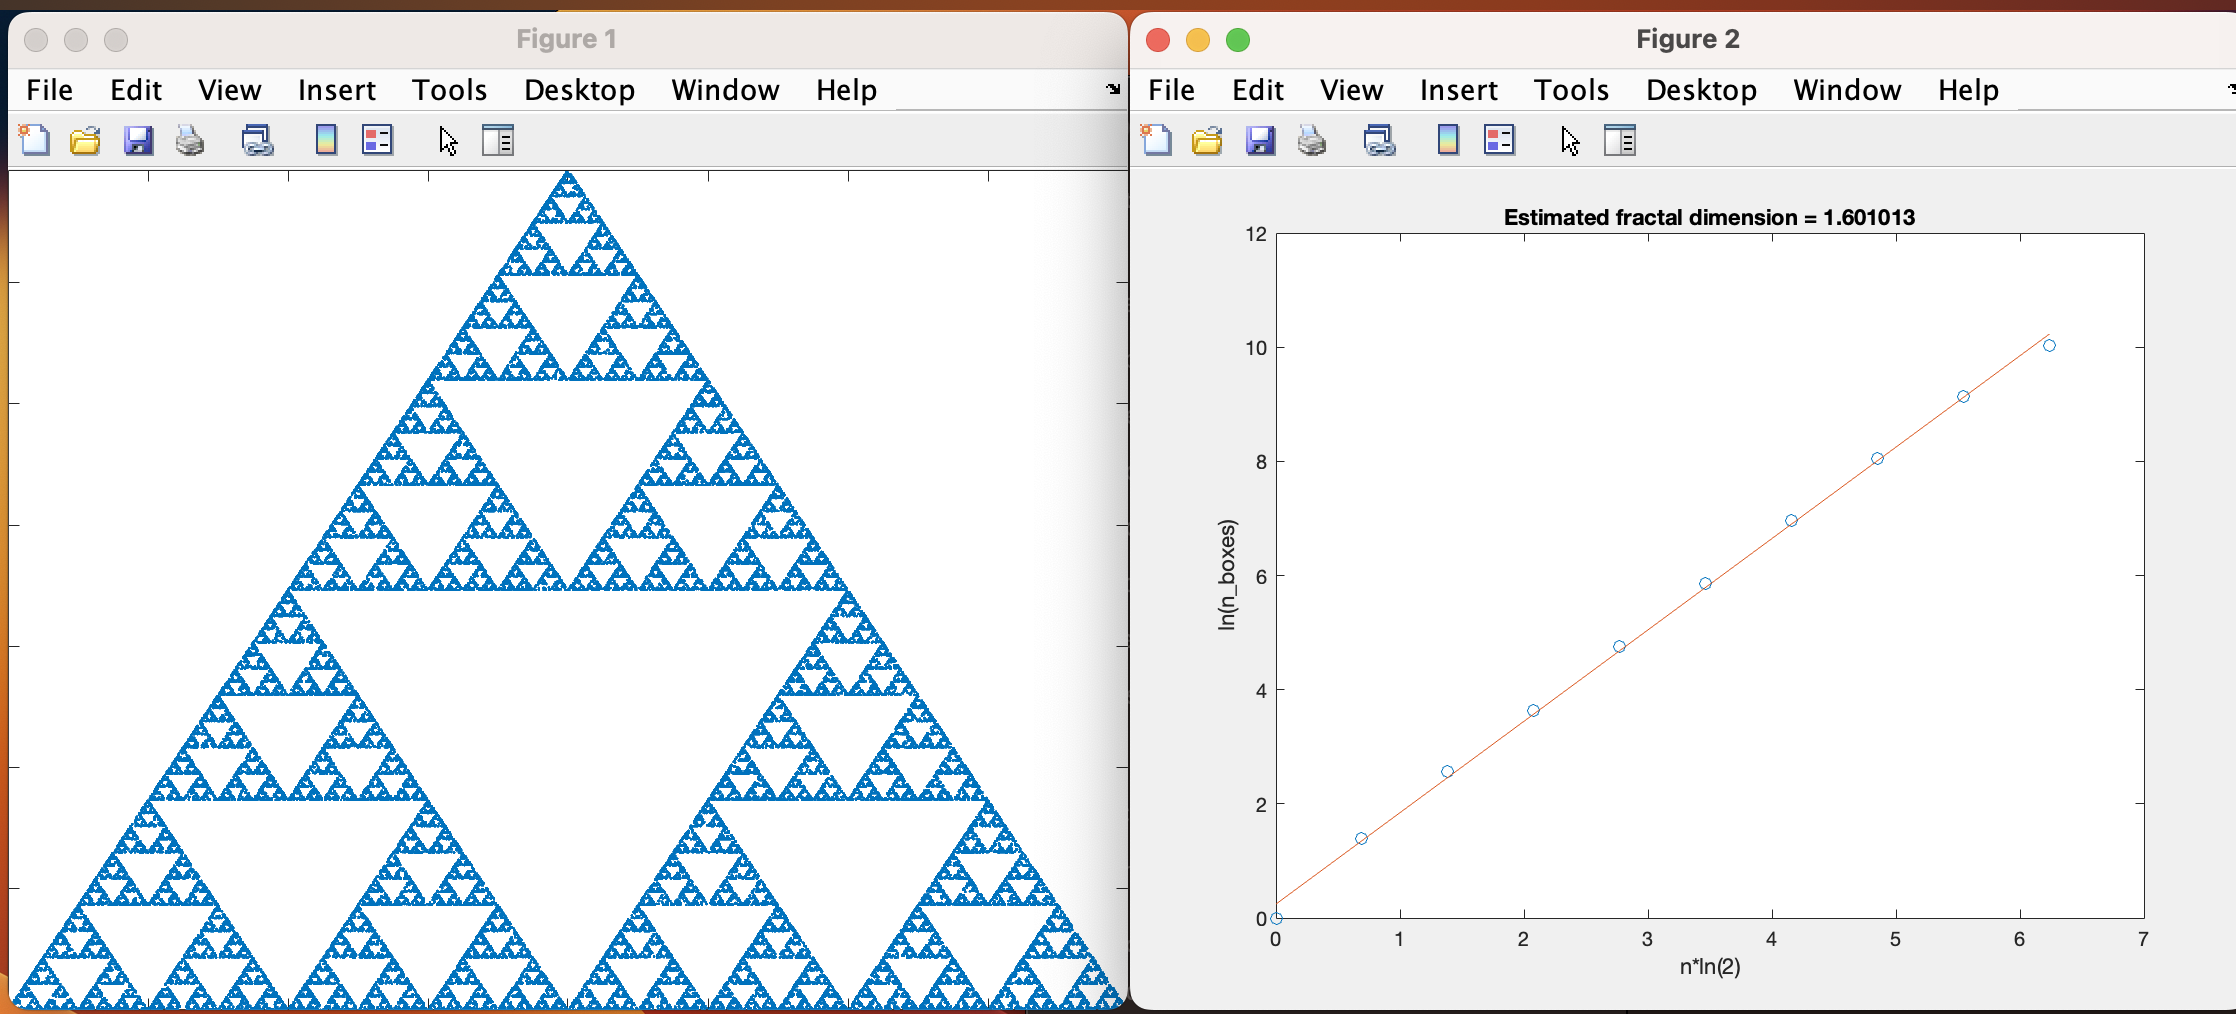 Figure 1
File Edit View Insert Tools Desktop Window Help
Figure 2
File Edit View Insert Tools Desktop Window Help
Estimated fractal dimension = 1.601013
12
10
8
6
4
2
0
ln(n_boxes)
0 1 2 3 4 5 6 7
n*ln(2)